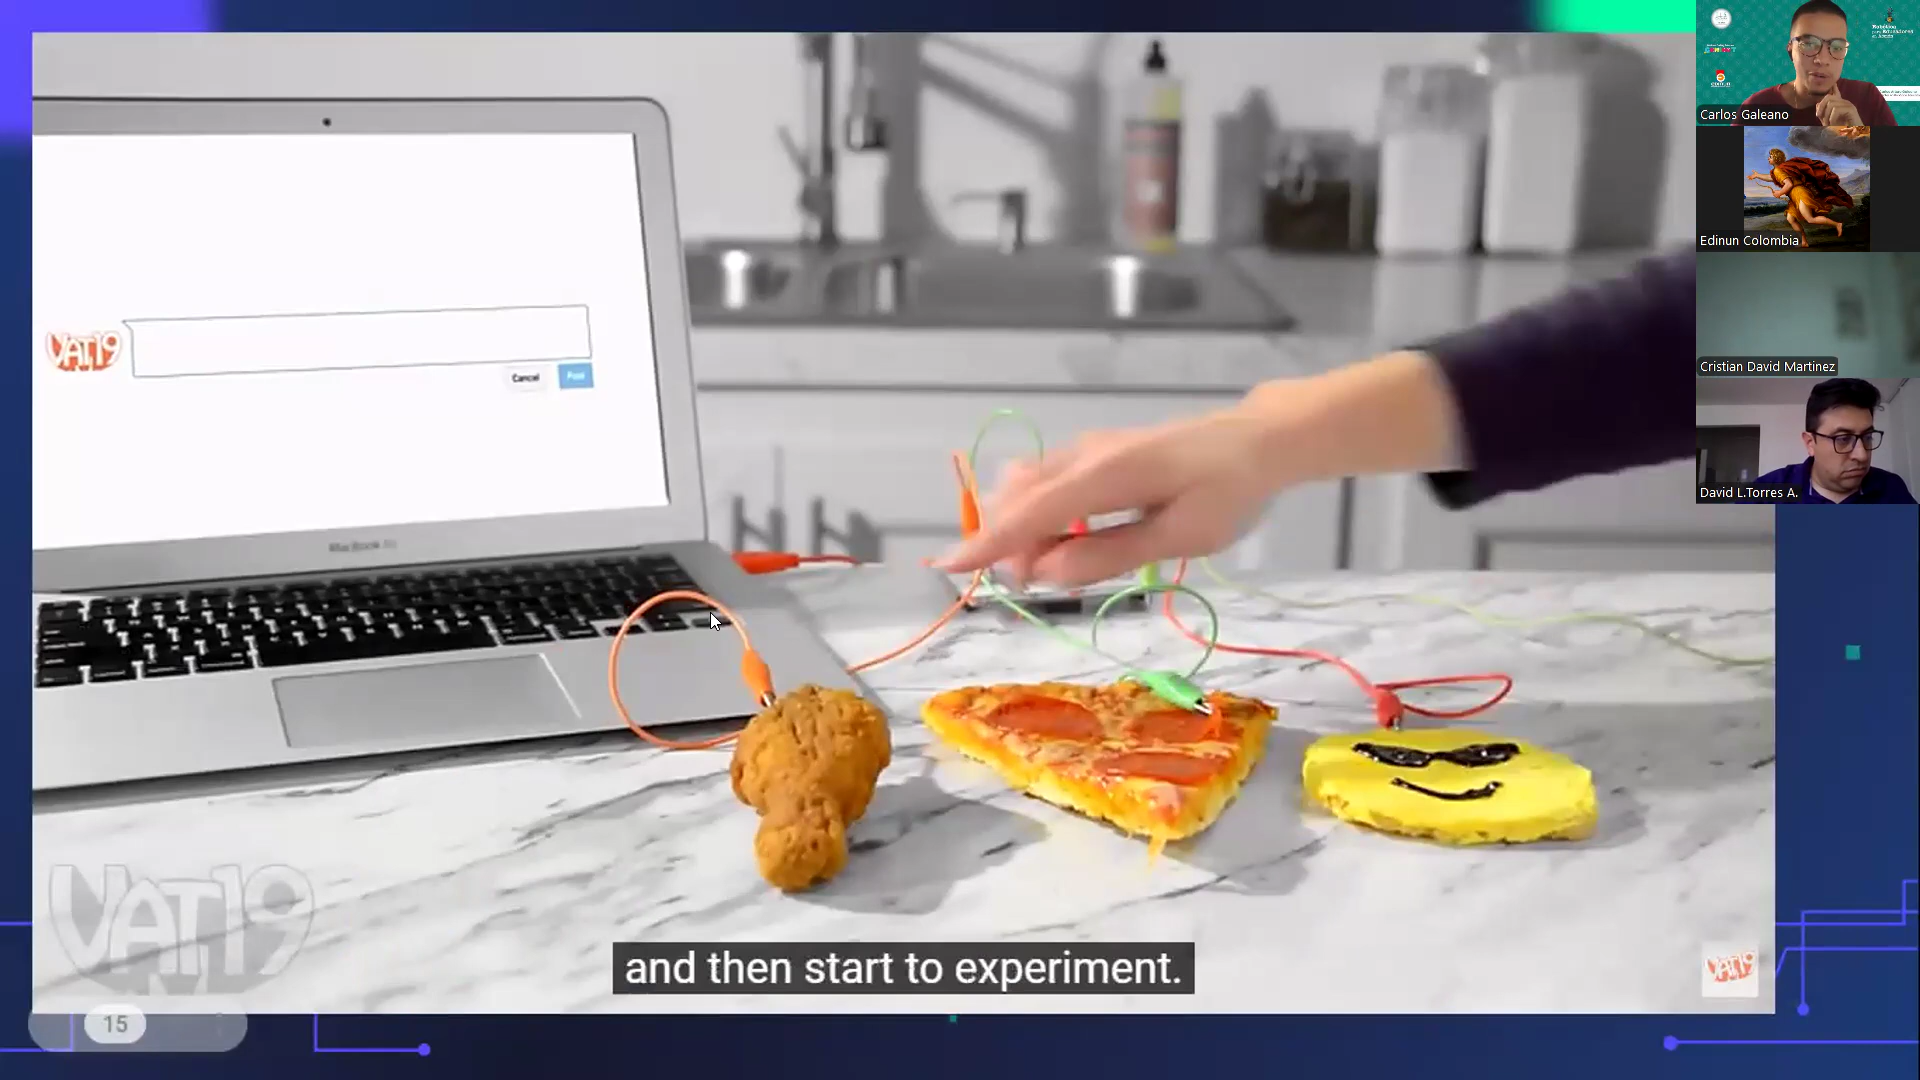 Carlos Galeano
Edinun Colombia
Cristian David Martinez
David L.Torres A.
VAT19
Cancel
Post
MacBook Air
VAT19
and then start to experiment.
VAT19
15